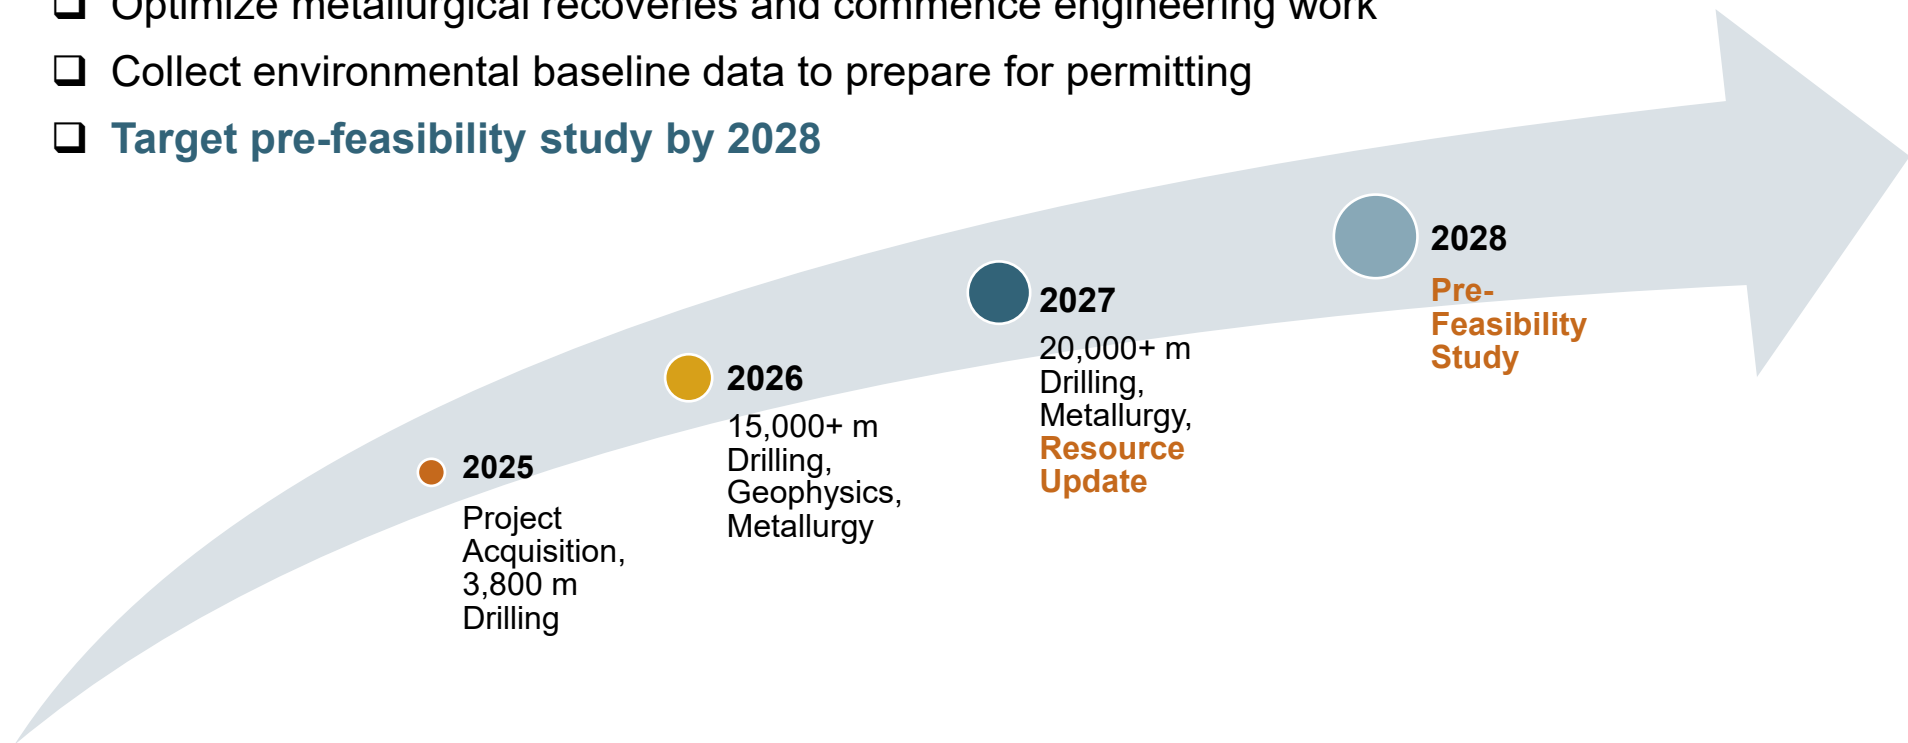 Optimize metallurgical recoveries and commence engineering work
Collect environmental baseline data to prepare for permitting
Target pre-feasibility study by 2028
2025
Project
Acquisition,
3,800 m
Drilling
2026
15,000+ m
Drilling,
Geophysics,
Metallurgy
2027
20,000+ m
Drilling,
Metallurgy,
Resource
Update
2028
Pre-
Feasibility
Study